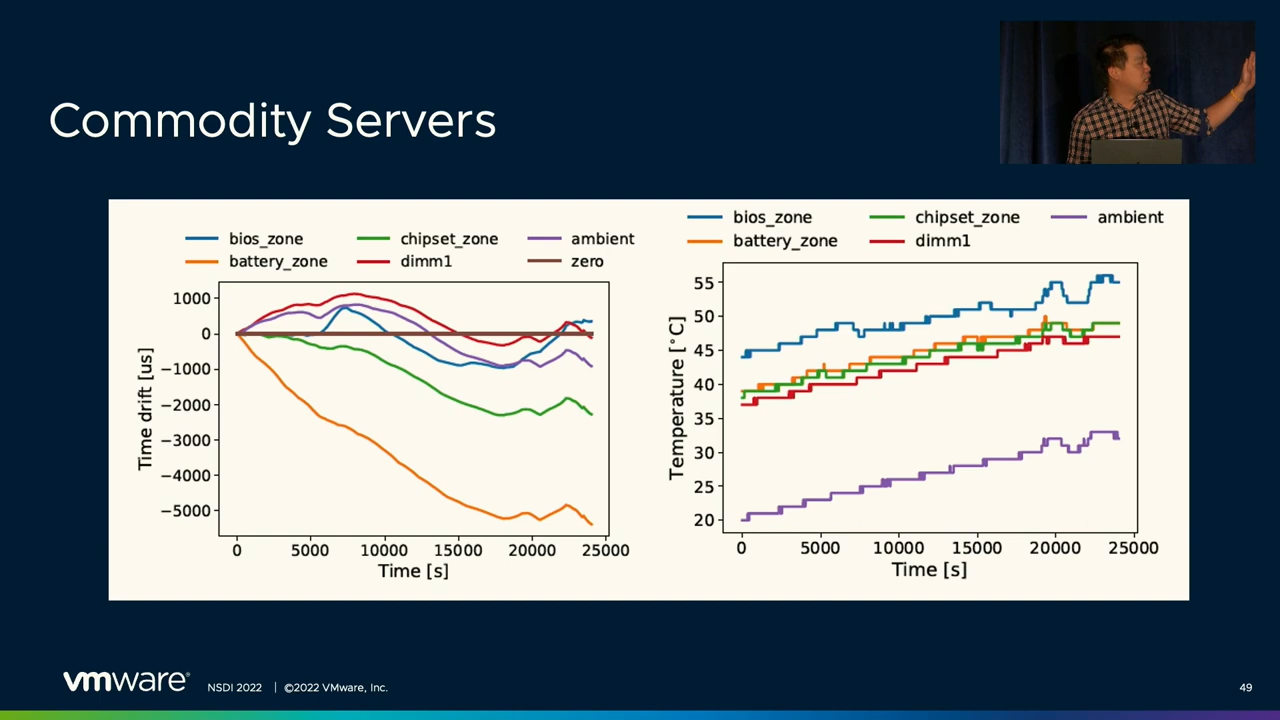 Commodity Servers
bios_zone chipset_zone ambient
battery_zone dimm1 zero
1000
0
−1000
−2000
−3000
−4000
−5000
Time drift [us]
0 5000 10000 15000 20000 25000
Time [s]
bios_zone chipset_zone ambient
battery_zone dimm1
55
50
45
40
35
30
25
20
Temperature [°C]
0 5000 10000 15000 20000 25000
Time [s]
vmware® NSDI 2022 | ©2022 VMware, Inc. 49